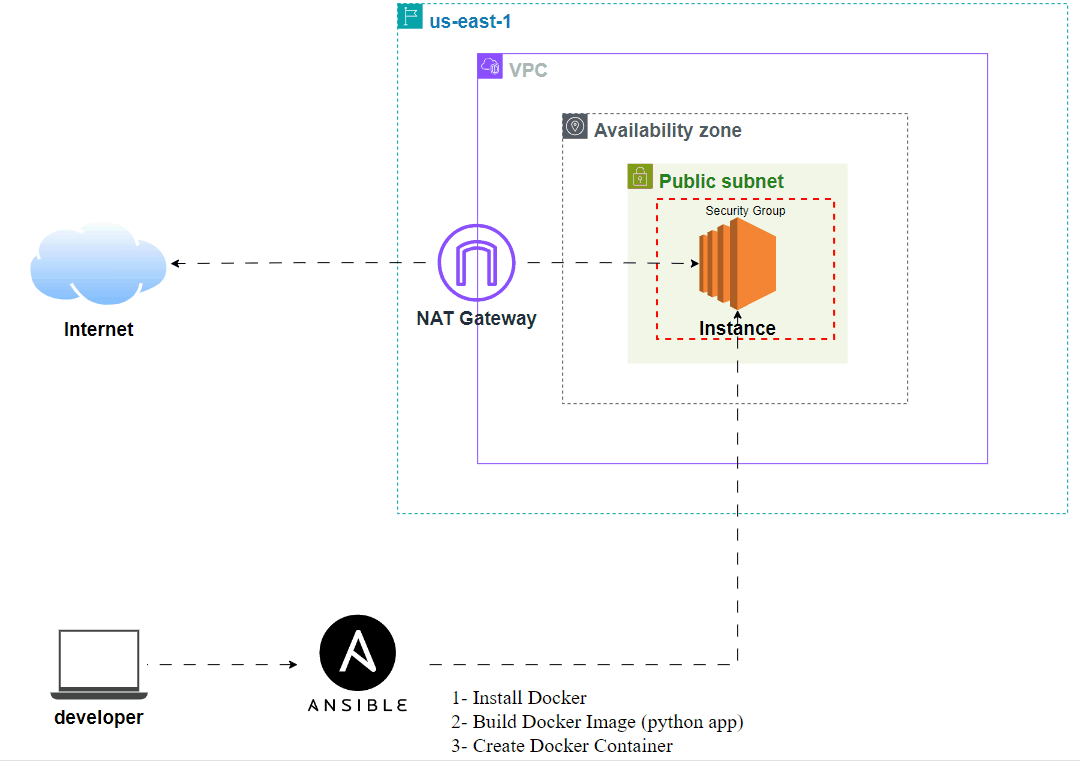 us-east-1
VPC
Availability zone
Public subnet
Security Group
Instance
Internet
NAT Gateway
developer
ANSIBLE
1- Install Docker
2- Build Docker Image (python app)
3- Create Docker Container